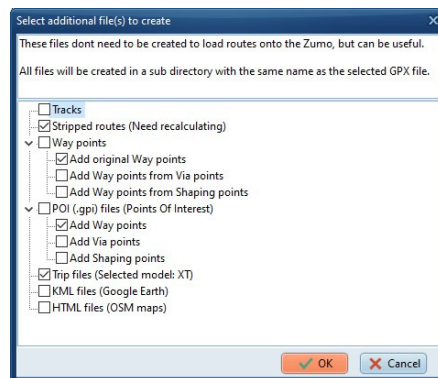 Select additional file(s) to create
These files dont need to be created to load routes onto the Zumo, but can be useful.
All files will be created in a sub directory with the same name as the selected GPX file.
Tracks
Stripped routes (Need recalculating)
Way points
Add original Way points
Add Way points from Via points
Add Way points from Shaping points
POI (.gpi) files (Points Of Interest)
Add Way points
Add Via points
Add Shaping points
Trip files (Selected model: XT)
KML files (Google Earth)
HTML files (OSM maps)
OK Cancel